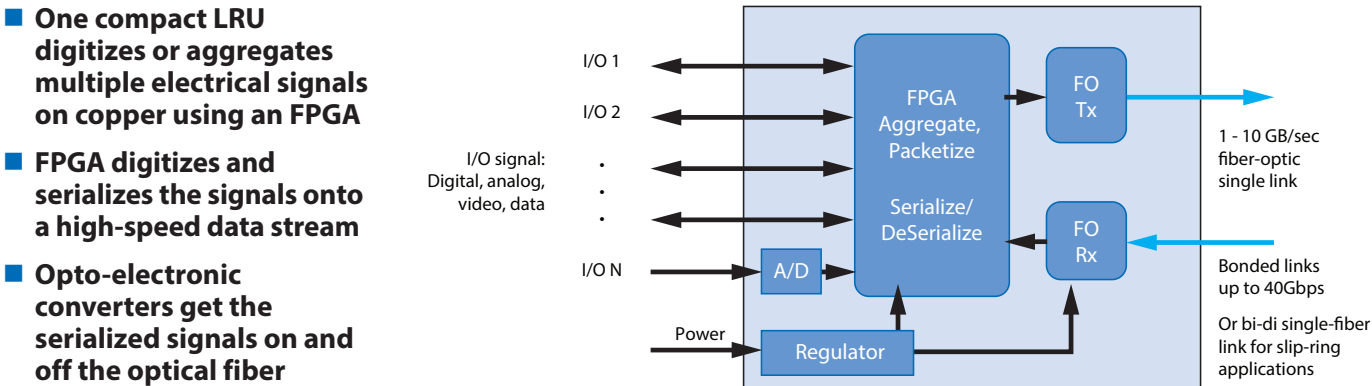 One compact LRU
digitizes or aggregates
multiple electrical signals
on copper using an FPGA
FPGA digitizes and
serializes the signals onto
a high-speed data stream
Opto-electronic
converters get the
serialized signals on and
off the optical fiber
I/O 1
I/O 2
I/O signal:
Digital, analog,
video, data
I/O N
Power
A/D
Regulator
FPGA
Aggregate,
Packetize
Serialize/
DeSerialize
FO
Tx
FO
Rx
1 - 10 GB/sec
fiber-optic
single link
Bonded links
up to 40Gbps
Or bi-di single-fiber
link for slip-ring
applications